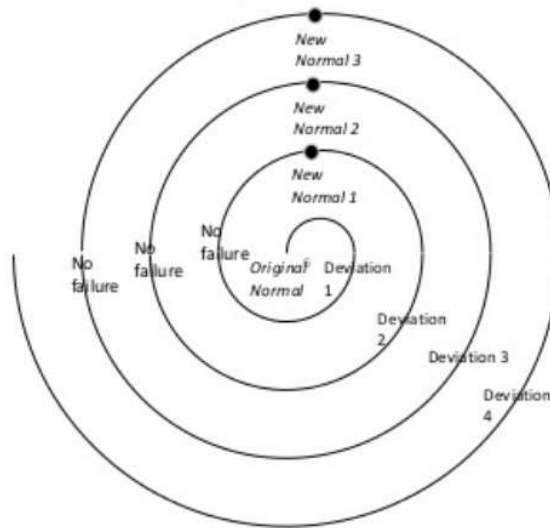 New
Normal 3
New
Normal 2
New
Normal 1
No
failure
No
failure
No
failure
Original
Normal
Deviation
1
Deviation
2
Deviation 3
Deviation
4